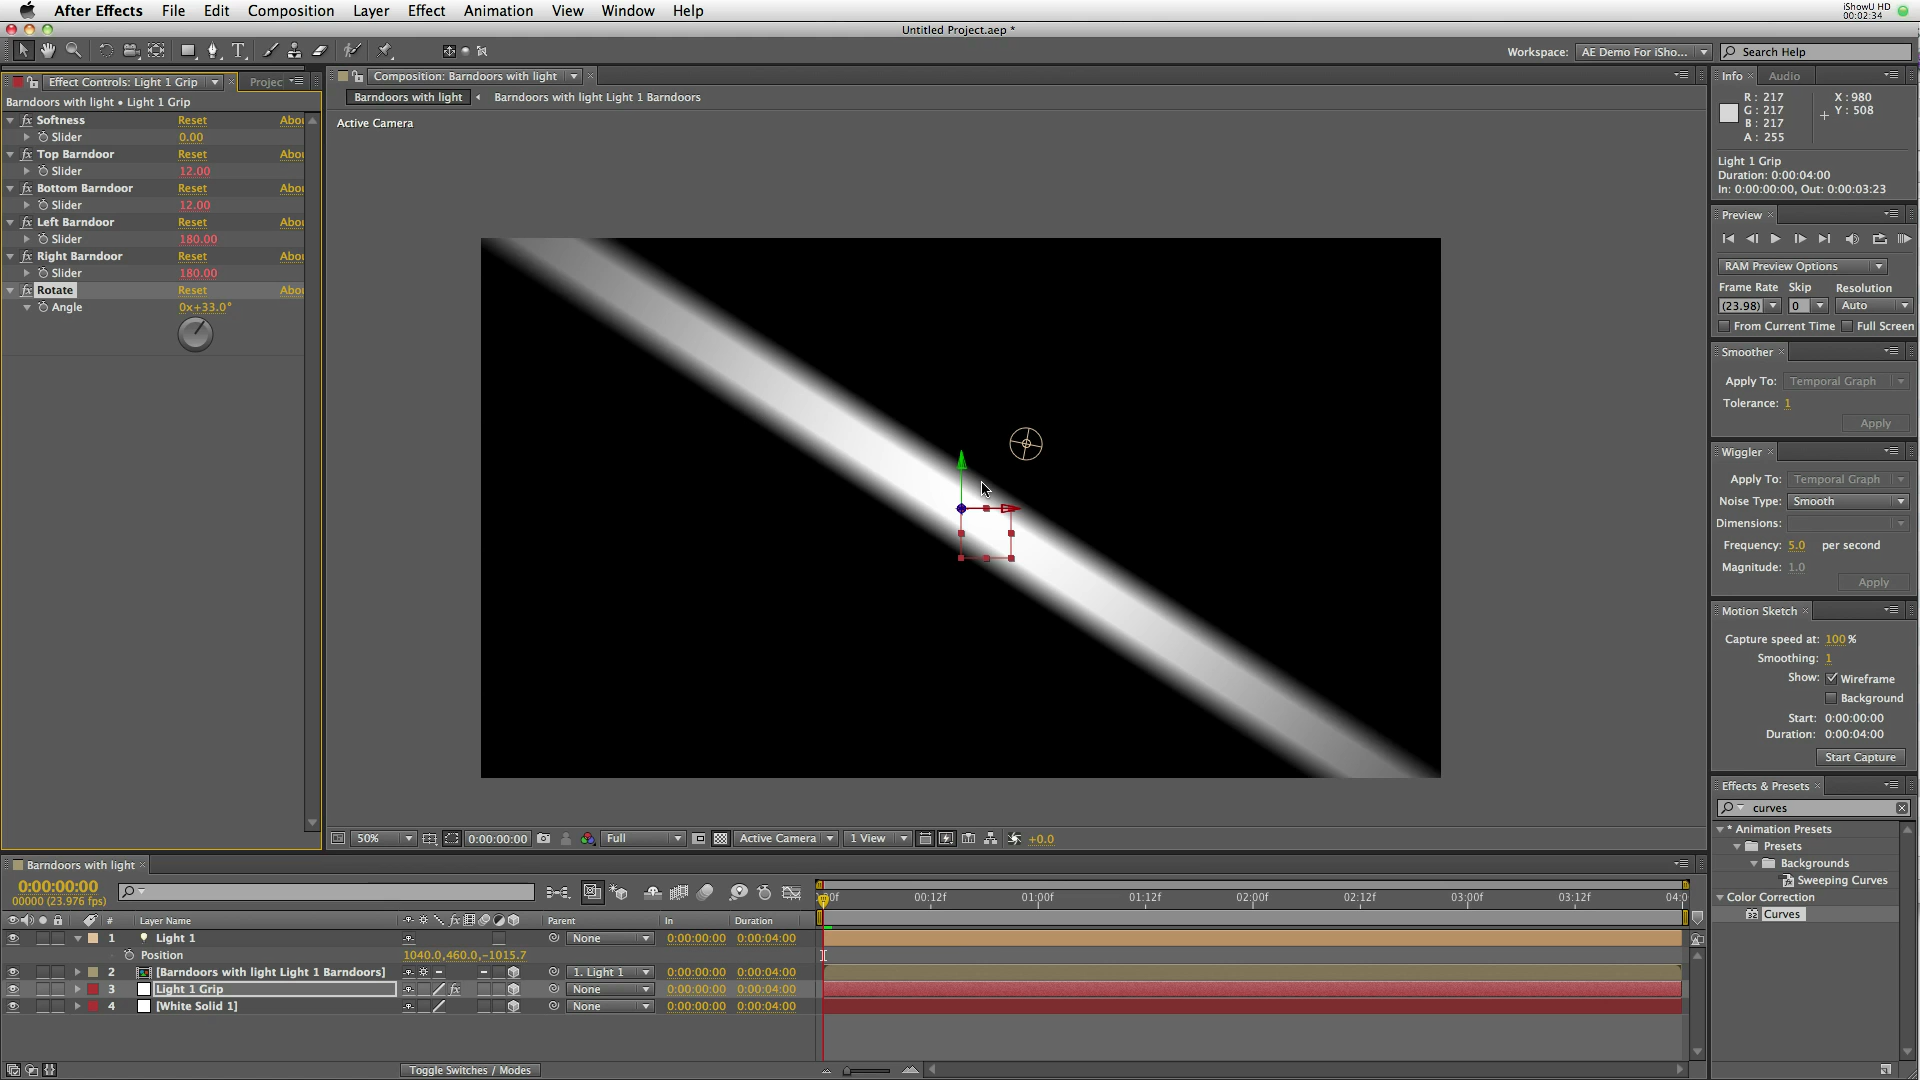 After Effects File Edit Composition Layer Effect Animation View Window Help
iShowU HD
00:02:34
Untitled Project.aep *
Workspace: AE Demo For iSho...
Search Help
Effect Controls: Light 1 Grip
Projec
Barndoors with light • Light 1 Grip
Softness Reset Abou
Slider 0.00
Top Barndoor Reset Abou
Slider 12.00
Bottom Barndoor Reset Abou
Slider 12.00
Left Barndoor Reset Abou
Slider 180.00
Right Barndoor Reset Abou
Slider 180.00
Rotate Reset Abou
Angle 0x+33.0°
Composition: Barndoors with light
Barndoors with light Barndoors with light Light 1 Barndoors
Active Camera
50% 0:00:00:00 Full Active Camera 1 View +0.0
Info Audio
R: 217 X: 980
G: 217 Y: 508
B: 217
A: 255
Light 1 Grip
Duration: 0:00:04:00
In: 0:00:00:00, Out: 0:00:03:23
Preview
RAM Preview Options
Frame Rate Skip Resolution
(23.98) 0 Auto
From Current Time Full Screen
Smoother
Apply To: Temporal Graph
Tolerance: 1
Apply
Wiggler
Apply To: Temporal Graph
Noise Type: Smooth
Dimensions:
Frequency: 5.0 per second
Magnitude: 1.0
Apply
Motion Sketch
Capture speed at: 100 %
Smoothing: 1
Show: Wireframe
Background
Start: 0:00:00:00
Duration: 0:00:04:00
Start Capture
Effects & Presets
curves
* Animation Presets
Presets
Backgrounds
Sweeping Curves
Color Correction
Curves
Barndoors with light
0:00:00:00
00000 (23.976 fps)
00:12f 01:00f 01:12f 02:00f 02:12f 03:00f 03:12f 04:0
# Layer Name Parent In Duration
1 Light 1 None 0:00:00:00 0:00:04:00
Position 1040.0,460.0,-1015.7
2 [Barndoors with light Light 1 Barndoors] 1. Light 1 0:00:00:00 0:00:04:00
3 Light 1 Grip None 0:00:00:00 0:00:04:00
4 [White Solid 1] None 0:00:00:00 0:00:04:00
Toggle Switches / Modes